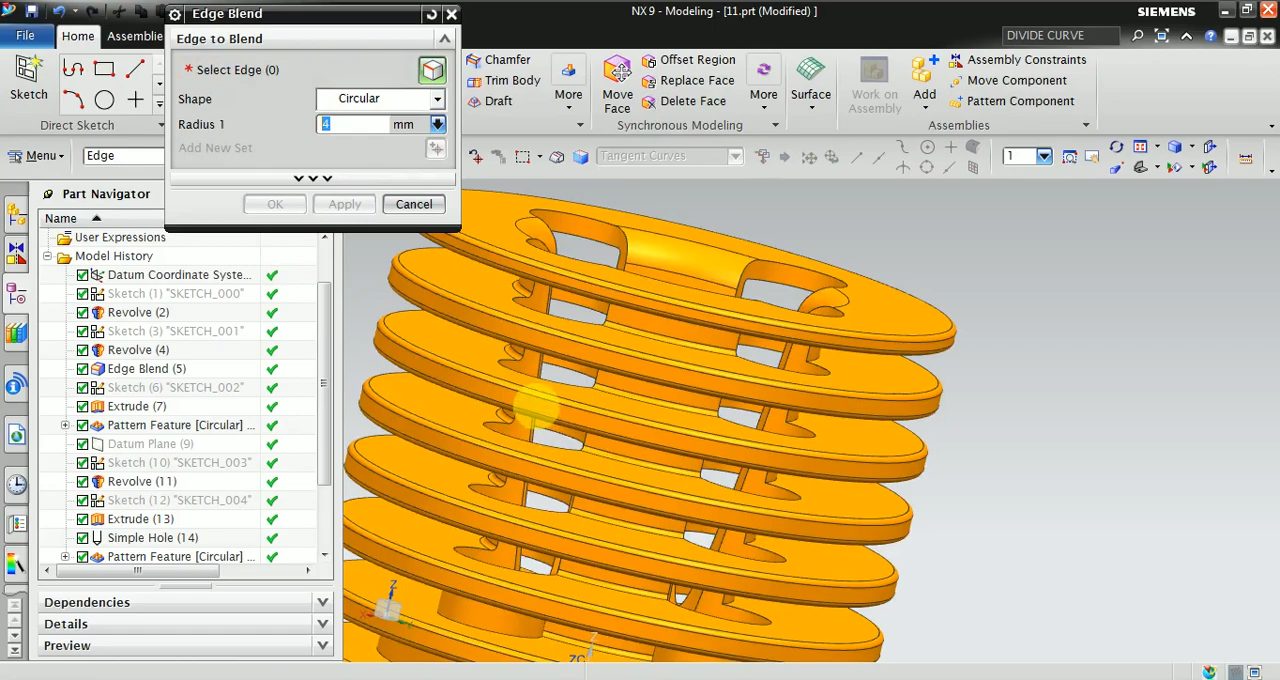 Edge Blend
NX 9 - Modeling - [11.prt (Modified) ]
SIEMENS
File
Home
Assemblie
Edge to Blend
DIVIDE CURVE
* Select Edge (0)
Shape
Circular
Radius 1
4
mm
Add New Set
OK
Apply
Cancel
Sketch
Direct Sketch
Chamfer
Trim Body
Draft
More
Move
Face
Offset Region
Replace Face
Delete Face
More
Synchronous Modeling
Surface
Work on
Assembly
Add
Assembly Constraints
Move Component
Pattern Component
Assemblies
Menu
Edge
Tangent Curves
1
Part Navigator
Name
User Expressions
Model History
Datum Coordinate Syste...
Sketch (1) "SKETCH_000"
Revolve (2)
Sketch (3) "SKETCH_001"
Revolve (4)
Edge Blend (5)
Sketch (6) "SKETCH_002"
Extrude (7)
Pattern Feature [Circular] ...
Datum Plane (9)
Sketch (10) "SKETCH_003"
Revolve (11)
Sketch (12) "SKETCH_004"
Extrude (13)
Simple Hole (14)
Pattern Feature [Circular] ...
Dependencies
Details
Preview
Z
X
Y
Z
ZC